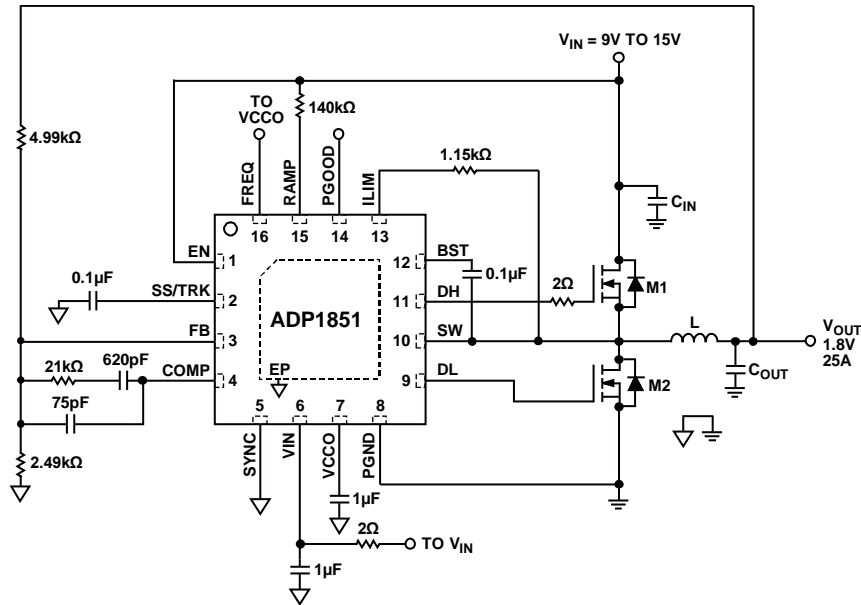 V_IN = 9V TO 15V
TO
VCCO
140kΩ
4.99kΩ
1.15kΩ
FREQ
RAMP
PGOOD
ILIM
C_IN
16
15
14
13
EN
1
12
BST
0.1µF
0.1µF
2Ω
M1
SS/TRK
2
ADP1851
11
DH
L
V_OUT
1.8V
25A
FB
3
10
SW
C_OUT
21kΩ
620pF
COMP
4
EP
9
DL
M2
75pF
5
6
7
8
SYNC
VIN
VCCO
PGND
2.49kΩ
1µF
2Ω
TO V_IN
1µF